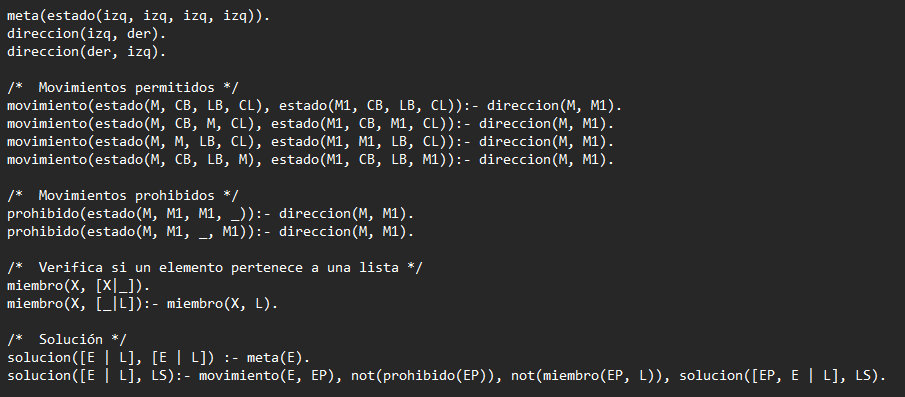 meta(estado(izq, izq, izq, izq)).
direccion(izq, der).
direccion(der, izq).
/*  Movimientos permitidos */
movimiento(estado(M, CB, LB, CL), estado(M1, CB, LB, CL)):- direccion(M, M1).
movimiento(estado(M, CB, M, CL), estado(M1, CB, M1, CL)):- direccion(M, M1).
movimiento(estado(M, M, LB, CL), estado(M1, M1, LB, CL)):- direccion(M, M1).
movimiento(estado(M, CB, LB, M), estado(M1, CB, LB, M1)):- direccion(M, M1).
/*  Movimientos prohibidos */
prohibido(estado(M, M1, M1, _)):- direccion(M, M1).
prohibido(estado(M, M1, _, M1)):- direccion(M, M1).
/*  Verifica si un elemento pertenece a una lista */
miembro(X, [X|_]).
miembro(X, [_|L]):- miembro(X, L).
/*  Solución */
solucion([E | L], [E | L]) :- meta(E).
solucion([E | L], LS):- movimiento(E, EP), not(prohibido(EP)), not(miembro(EP, L)), solucion([EP, E | L], LS).